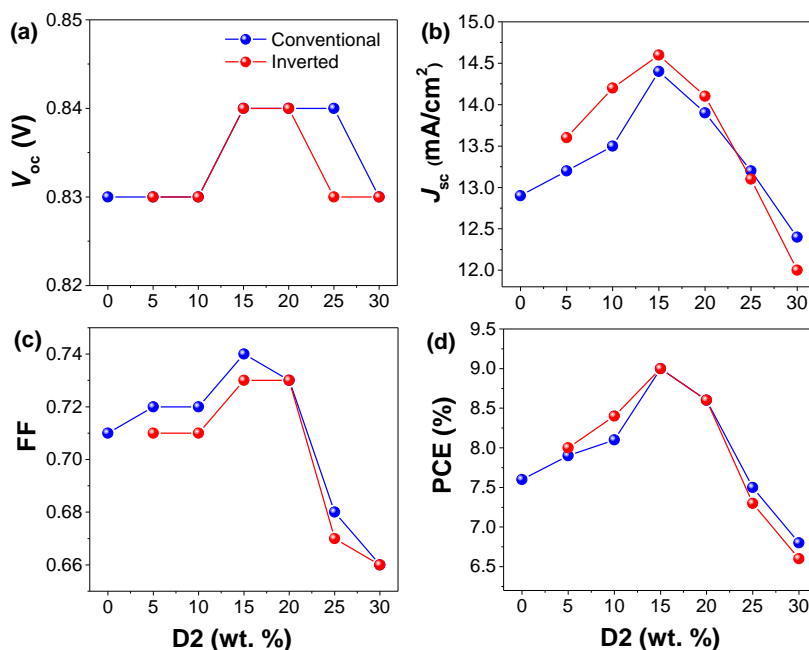 (a)
0.85
0.84
0.83
0.82
V_oc (V)
Conventional
Inverted
0 5 10 15 20 25 30
(b)
15.0
14.5
14.0
13.5
13.0
12.5
12.0
J_sc (mA/cm²)
0 5 10 15 20 25 30
(c)
0.74
0.72
0.70
0.68
0.66
FF
0 5 10 15 20 25 30
D2 (wt. %)
(d)
9.5
9.0
8.5
8.0
7.5
7.0
6.5
PCE (%)
0 5 10 15 20 25 30
D2 (wt. %)